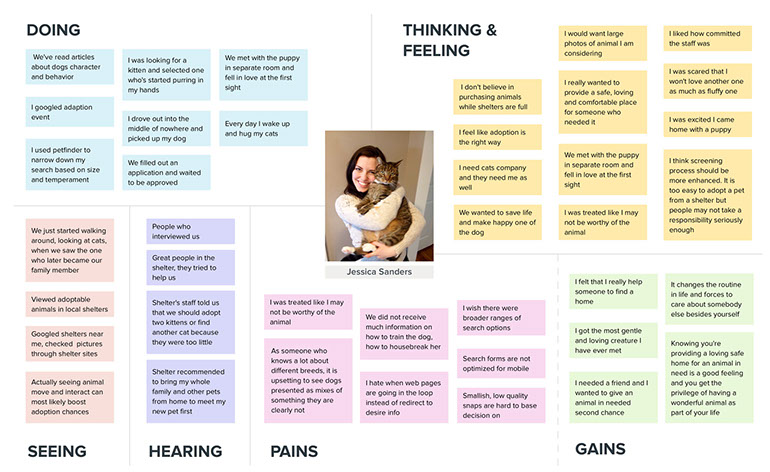 DOING
We've read articles
about dogs character
and behavior
I googled adaption
event
I used petfinder to
narrow down my
search based on size
and temperament
I was looking for a
kitten and selected one
who's started purring in
my hands
I drove out into the
middle of nowhere and
picked up my dog
We filled out an
application and waited
to be approved
We met with the puppy
in separate room and
fell in love at the first
sight
Every day I wake up
and hug my cats
THINKING &
FEELING
I don't believe in
purchasing animals
while shelters are full
I feel like adoption is
the right way
I need cats company
and they need me as
well
We wanted to save life
and make happy one of
the dog
I would want large
photos of animal I am
considering
I really wanted to
provide a safe, loving
and comfortable place
for someone who
needed it
We met with the puppy
in separate room and
fell in love at the first
sight
I was treated like I may
not be worthy of the
animal
I liked how committed
the staff was
I was scared that I
won't love another one
as much as fluffy one
I was excited I came
home with a puppy
I think screening
process should be
more enhanced. It is
too easy to adopt a pet
from a shelter but
people may not take a
responsibility seriously
enough
Jessica Sanders
We just started walking
around, looking at cats,
when we saw the one
who later became our
family member
Viewed adoptable
animals in local shelters
Googled shelters near
me, checked pictures
through shelter sites
Actually seeing animal
move and interact can
most likely boost
adoption chances
SEEING
People who
interviewed us
Great people in the
shelter, they tried to
help us
Shelter's staff told us
that we should adopt
two kittens or find
another cat because
they were too little
Shelter recommended
to bring my whole
family and other pets
from home to meet my
new pet first
HEARING
I was treated like I may
not be worthy of the
animal
As someone who
knows a lot about
different breeds, it is
upsetting to see dogs
presented as mixes of
something they are
clearly not
We did not receive
much information on
how to train the dog,
how to housebreak her
I hate when web pages
are going in the loop
instead of redirect to
desire info
I wish there were
broader ranges of
search options
Search forms are not
optimized for mobile
Smallish, low quality
snaps are hard to base
decision on
PAINS
I felt that I really help
someone to find a
home
I got the most gentle
and loving creature I
have ever met
I needed a friend and I
wanted to give an
animal in needed
second chance
It changes the routine
in life and forces to
care about somebody
else besides yourself
Knowing you're
providing a loving safe
home for an animal in
need is a good feeling
and you get the
privilege of having a
wonderful animal as
part of your life
GAINS